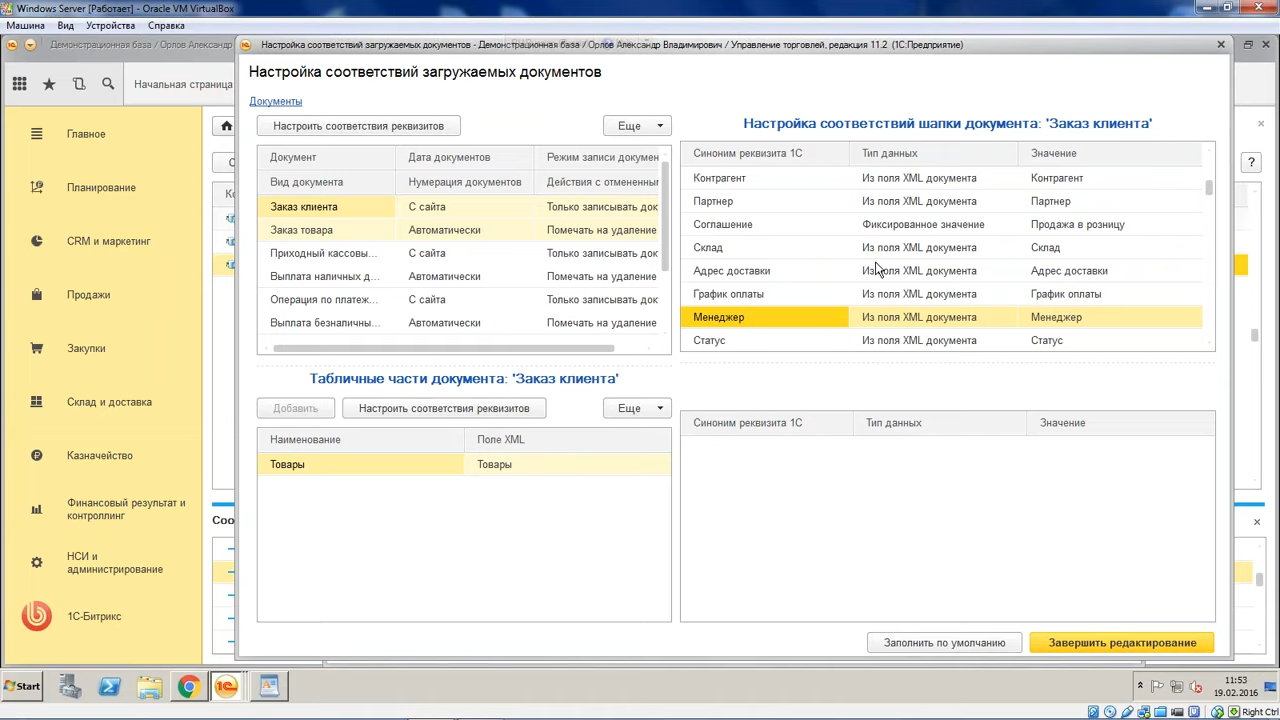 Windows Server [Работает] - Oracle VM VirtualBox
Машина Вид Устройства Справка
Демонстрационная база / Орлов Александр
Настройка соответствий загружаемых документов - Демонстрационная база / Орлов Александр Владимирович / Управление торговлей, редакция 11.2 (1С:Предприятие)
Начальная страница
Настройка соответствий загружаемых документов
Документы
Настроить соответствия реквизитов
Еще
Настройка соответствий шапки документа: 'Заказ клиента'
Документ Дата документов Режим записи докумен
Вид документа Нумерация документов Действия с отмененныг
Заказ клиента С сайта Только записывать док
Заказ товара Автоматически Помечать на удаление
Приходный кассовы... С сайта Только записывать док
Выплата наличных д... Автоматически Помечать на удаление
Операция по платеж... С сайта Только записывать док
Выплата безналичны... Автоматически Помечать на удаление
Синоним реквизита 1С Тип данных Значение
Контрагент Из поля XML документа Контрагент
Партнер Из поля XML документа Партнер
Соглашение Фиксированное значение Продажа в розницу
Склад Из поля XML документа Склад
Адрес доставки Из поля XML документа Адрес доставки
График оплаты Из поля XML документа График оплаты
Менеджер Из поля XML документа Менеджер
Статус Из поля XML документа Статус
Табличные части документа: 'Заказ клиента'
Добавить
Настроить соответствия реквизитов
Еще
Наименование Поле XML
Товары Товары
Синоним реквизита 1С Тип данных Значение
Заполнить по умолчанию
Завершить редактирование
Главное
Планирование
CRM и маркетинг
Продажи
Закупки
Склад и доставка
Казначейство
Финансовый результат и
контроллинг
НСИ и
администрирование
1С-Битрикс
Соо
?
Start
11:53
19.02.2016
Right Ctrl